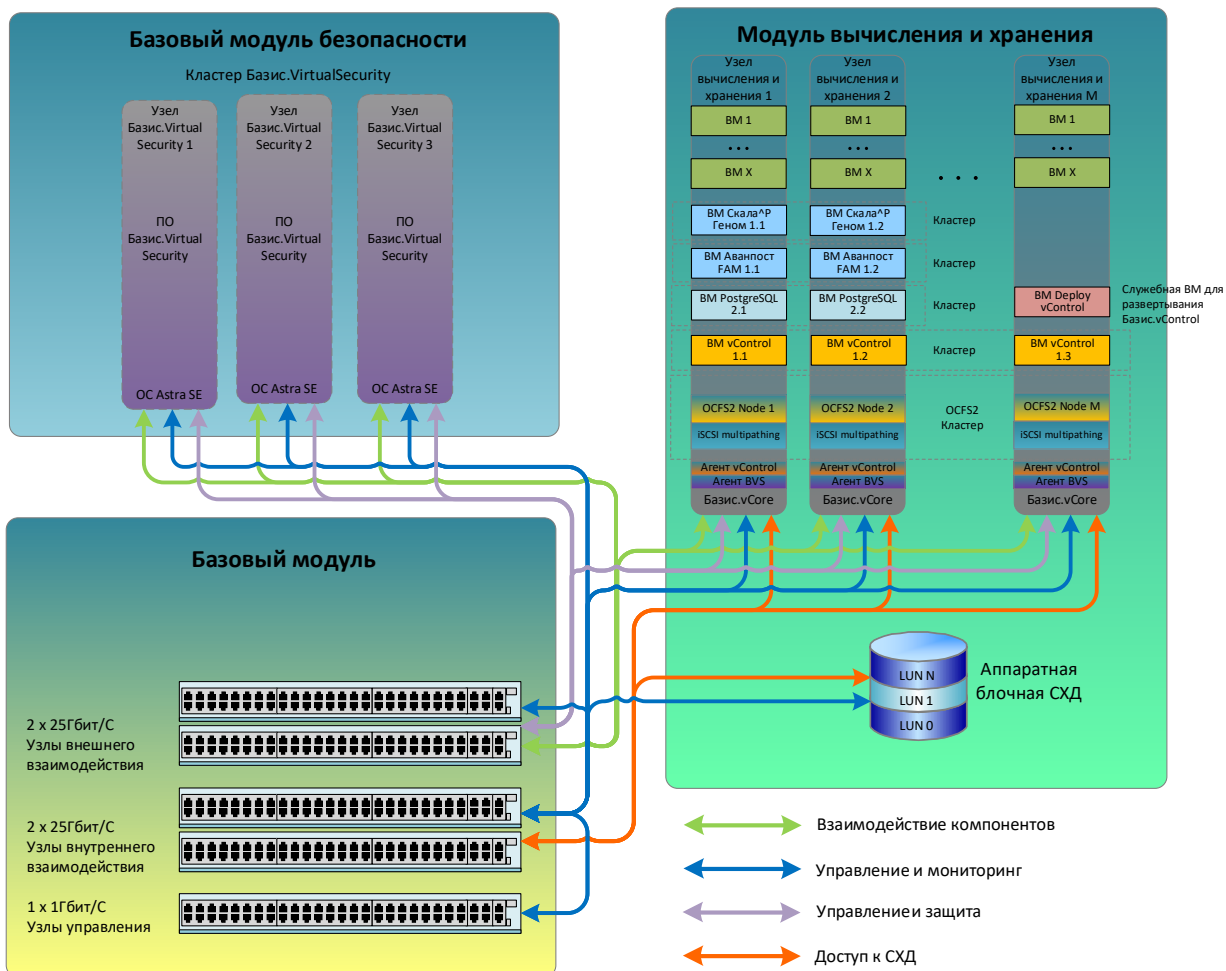 Базовый модуль безопасности
Кластер Базис.VirtualSecurity
Узел
Базис.Virtual
Security 1
ПО
Базис.Virtual
Security
ОС Astra SE
Узел
Базис.Virtual
Security 2
ПО
Базис.Virtual
Security
ОС Astra SE
Узел
Базис.Virtual
Security 3
ПО
Базис.Virtual
Security
ОС Astra SE
Модуль вычисления и хранения
Узел
вычисления и
хранения 1
ВМ 1
...
ВМ X
ВМ Скала^Р
Геном 1.1
ВМ Аванпост
FAM 1.1
ВМ PostgreSQL
2.1
ВМ vControl
1.1
OCFS2 Node 1
iSCSI multipathing
Агент vControl
Агент BVS
Базис.vCore
Узел
вычисления и
хранения 2
ВМ 1
...
ВМ X
ВМ Скала^Р
Геном 1.2
ВМ Аванпост
FAM 1.2
ВМ PostgreSQL
2.2
ВМ vControl
1.2
OCFS2 Node 2
iSCSI multipathing
Агент vControl
Агент BVS
Базис.vCore
. . .
Кластер
Кластер
Кластер
Кластер
OCFS2
Кластер
Узел
вычисления и
хранения M
ВМ 1
...
ВМ X
ВМ Deploy
vControl
ВМ vControl
1.3
OCFS2 Node M
iSCSI multipathing
Агент vControl
Агент BVS
Базис.vCore
Служебная ВМ для
развертывания
Базис.vControl
LUN N
LUN 1
LUN 0
Аппаратная
блочная СХД
Базовый модуль
2 x 25Гбит/С
Узлы внешнего
взаимодействия
2 x 25Гбит/С
Узлы внутреннего
взаимодействия
1 x 1Гбит/С
Узлы управления
Взаимодействие компонентов
Управление и мониторинг
Управлениеи защита
Доступ к СХД